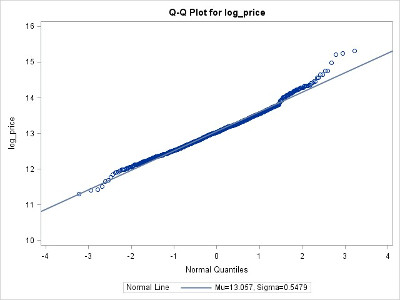 Q-Q Plot for log_price
16
15
14
13
12
11
10
log_price
-4 -3 -2 -1 0 1 2 3 4
Normal Quantiles
Normal Line Mu=13.057, Sigma=0.5479